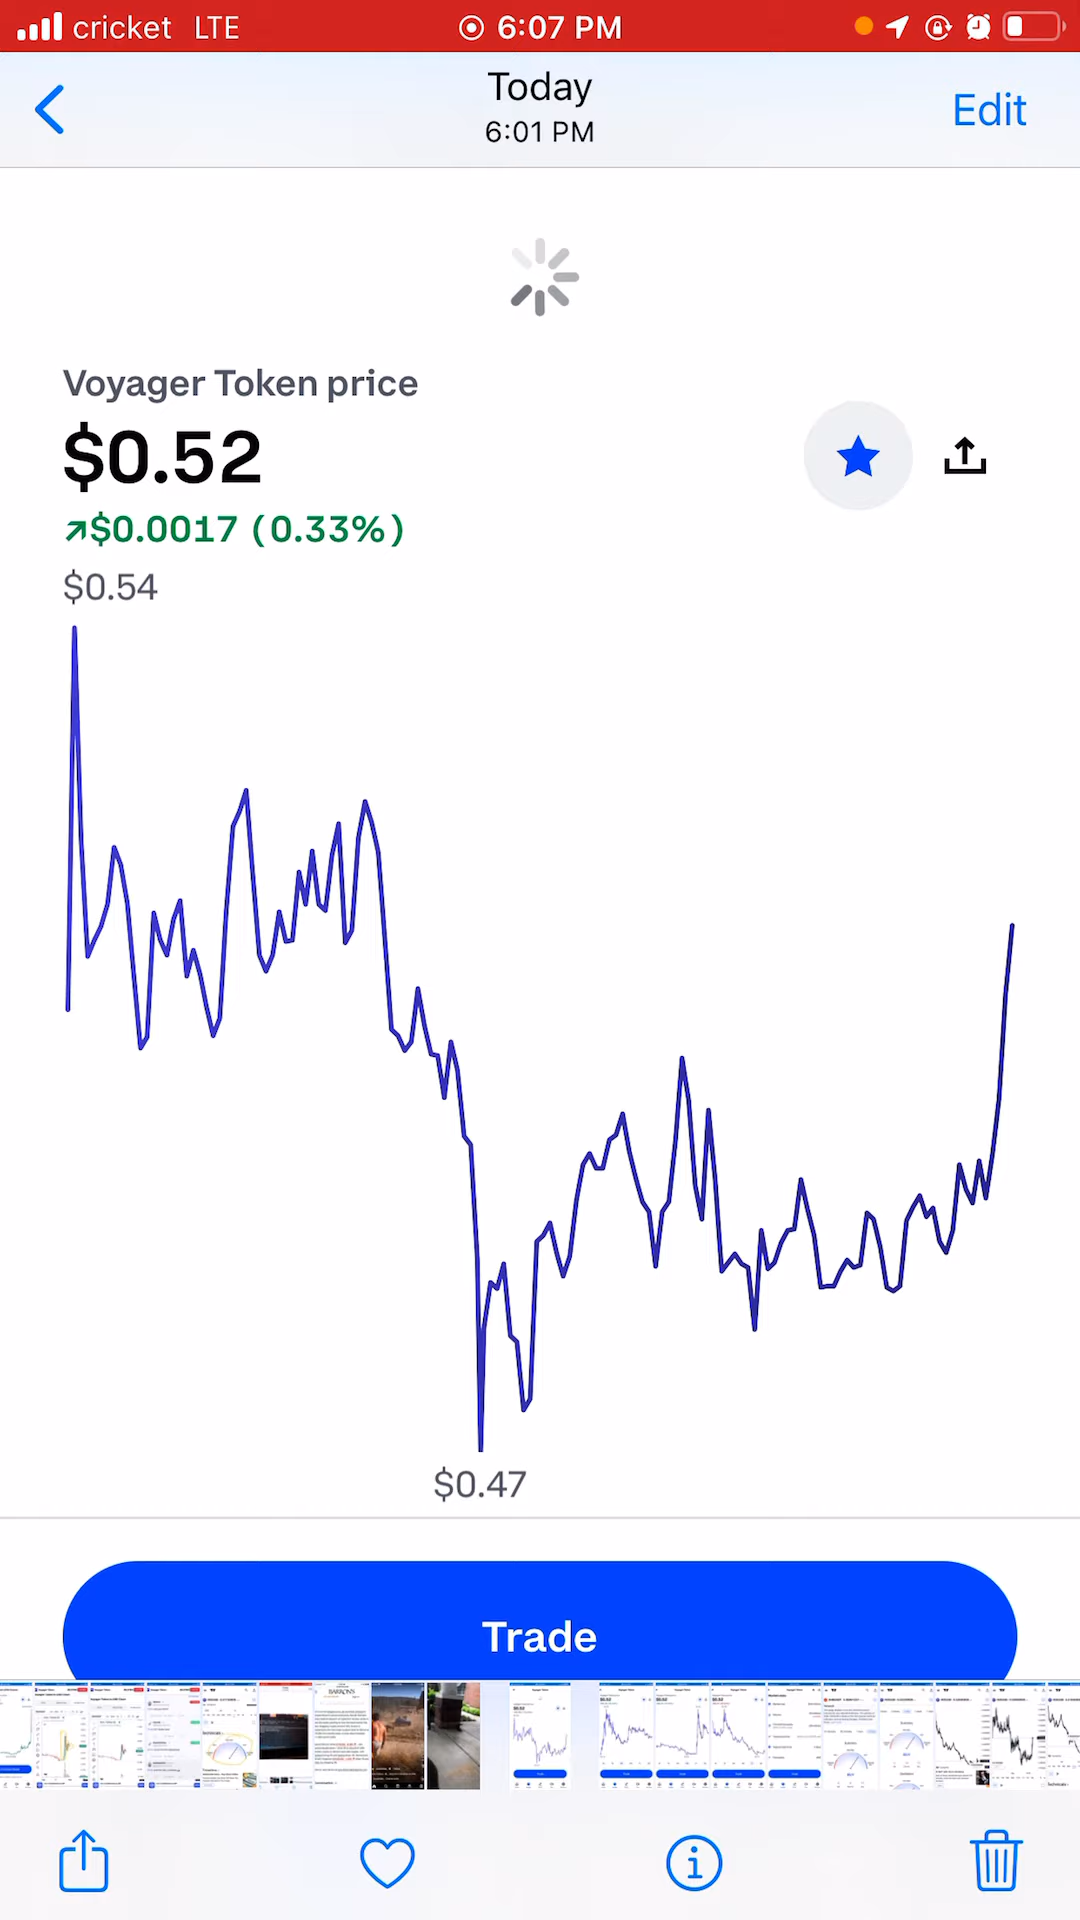 cricket LTE 6:07 PM
Today
6:01 PM
Edit
Voyager Token price
$0.52
↗$0.0017 (0.33%)
$0.54
$0.47
Trade
BARRON'S